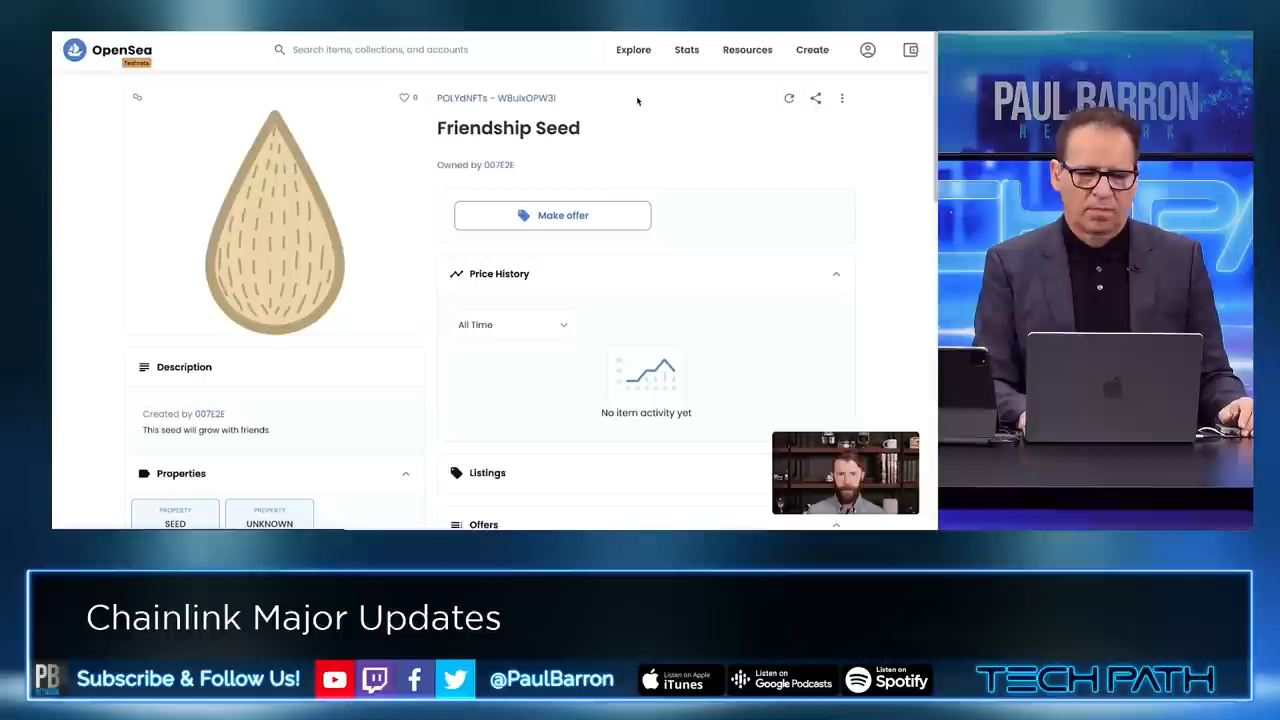 OpenSea
Testnets
Search items, collections, and accounts
Explore
Stats
Resources
Create
0
POLYdNFTs - W8uIxOPW3I
Friendship Seed
Owned by 007E2E
Make offer
Price History
All Time
No item activity yet
Description
Created by 007E2E
This seed will grow with friends
Properties
PROPERTY
SEED
PROPERTY
UNKNOWN
Listings
Offers
PAUL BARRON
NETWORK
Chainlink Major Updates
PB
NETWORK
Subscribe & Follow Us!
@PaulBarron
Listen on Apple
iTunes
Listen on
Google Podcasts
Listen on
Spotify
TECH PATH